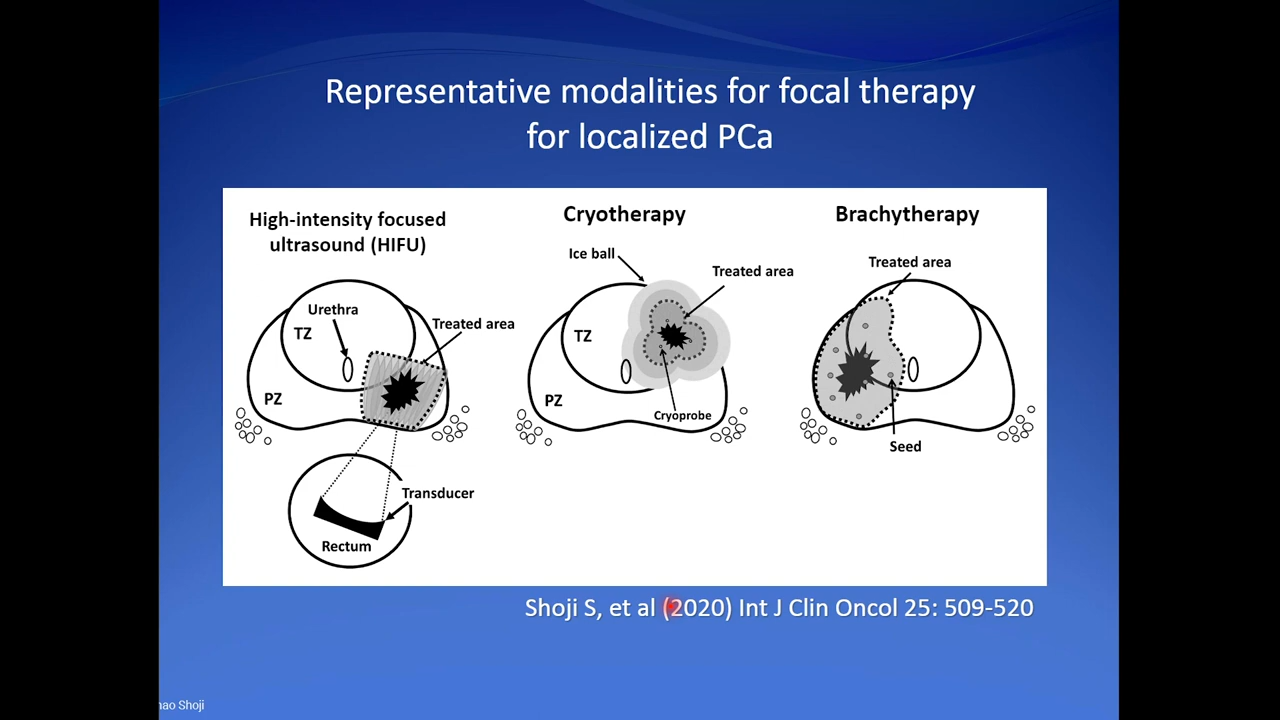 Representative modalities for focal therapy
for localized PCa
High-intensity focused
ultrasound (HIFU)
Urethra
TZ
Treated area
PZ
Transducer
Rectum
Cryotherapy
Ice ball
Treated area
TZ
PZ
Cryoprobe
Brachytherapy
Treated area
Seed
Shoji S, et al (2020) Int J Clin Oncol 25: 509-520
Shoji